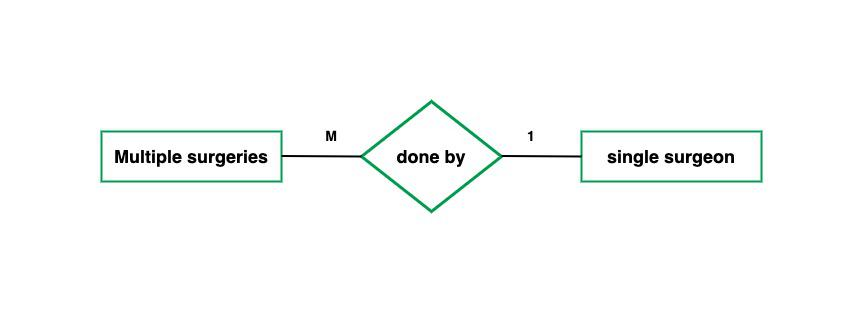 M
1
Multiple surgeries
done by
single surgeon